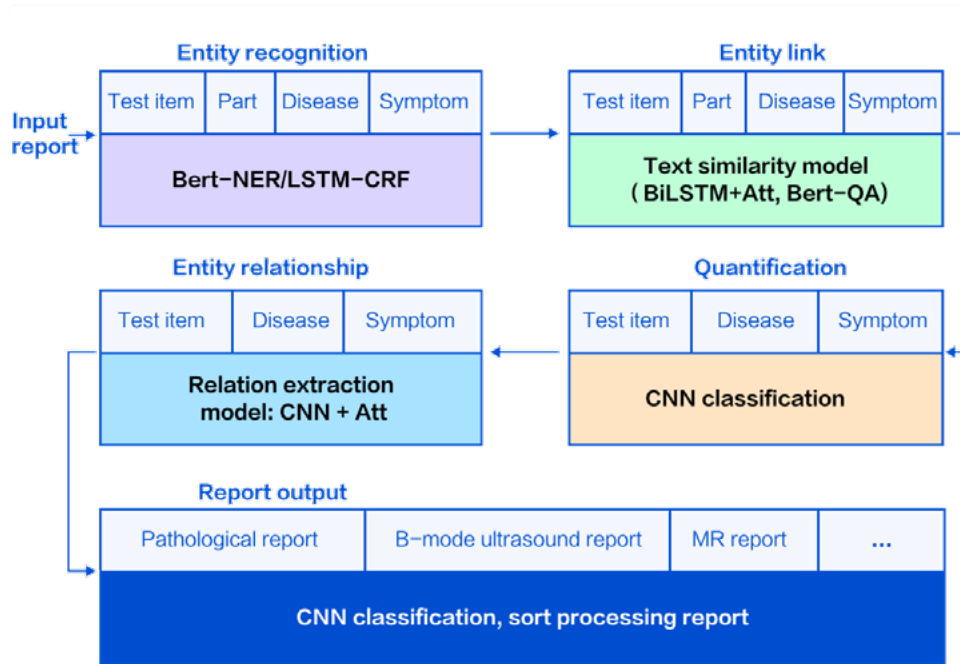 Entity recognition
Entity link
Test item Part Disease Symptom
Test item Part Disease Symptom
Input
report
Bert-NER/LSTM-CRF
Text similarity model
( BiLSTM+Att, Bert-QA)
Entity relationship
Quantification
Test item Disease Symptom
Test item Disease Symptom
Relation extraction
model: CNN + Att
CNN classification
Report output
Pathological report B-mode ultrasound report MR report ...
CNN classification, sort processing report